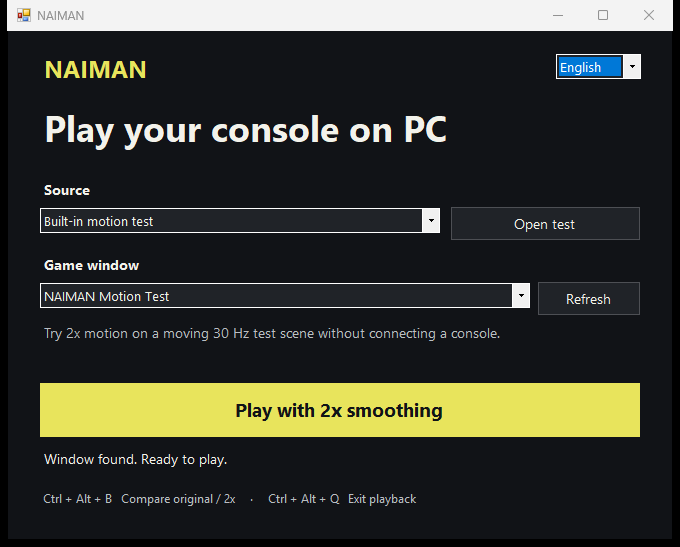 NAIMAN
NAIMAN
English
Play your console on PC
Source
Built-in motion test
Open test
Game window
NAIMAN Motion Test
Refresh
Try 2x motion on a moving 30 Hz test scene without connecting a console.
Play with 2x smoothing
Window found. Ready to play.
Ctrl + Alt + B Compare original / 2x · Ctrl + Alt + Q Exit playback